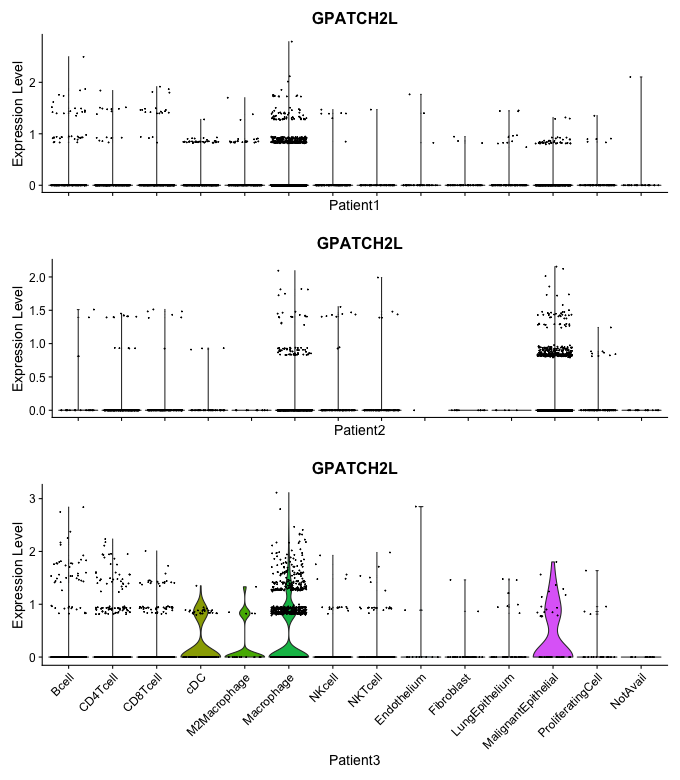 GPATCH2L
Expression Level
2
1
0
Patient1
GPATCH2L
Expression Level
2.0
1.5
1.0
0.5
0.0
Patient2
GPATCH2L
Expression Level
3
2
1
0
Bcell
CD4Tcell
CD8Tcell
cDC
M2Macrophage
Macrophage
NKcell
NKTcell
Endothelium
Fibroblast
LungEpithelium
MalignantEpithelial
ProliferatingCell
NotAvail
Patient3